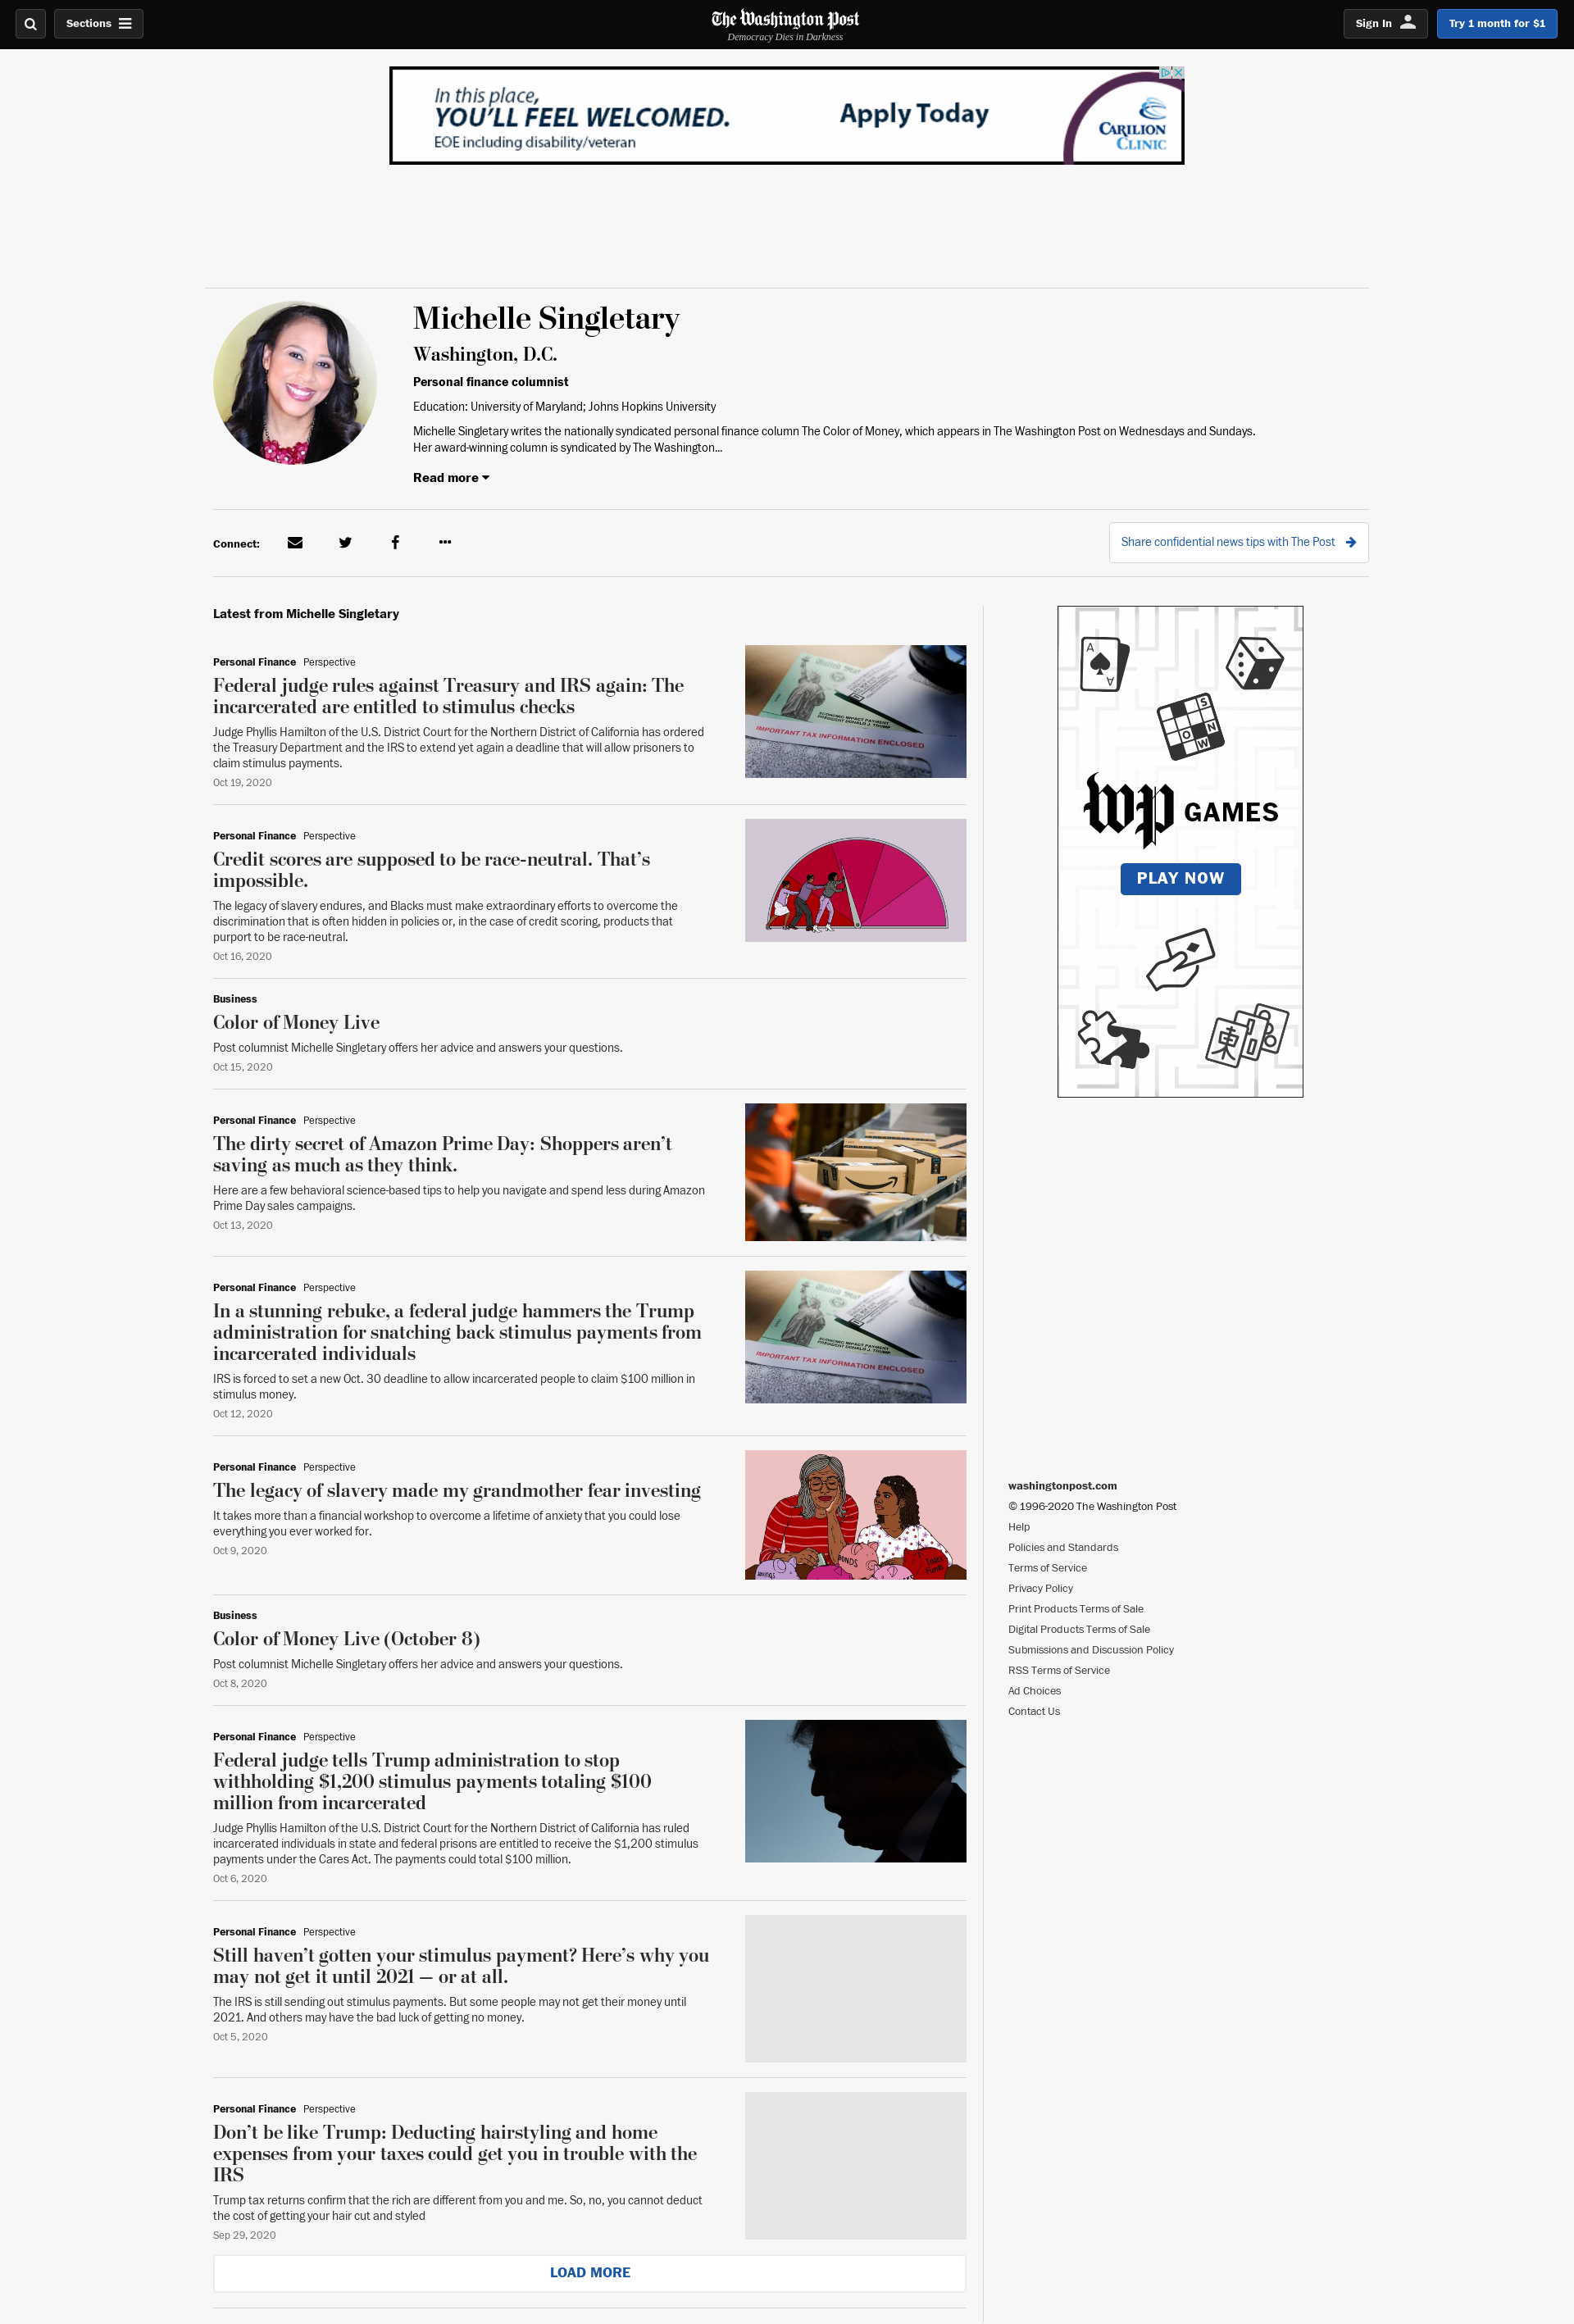 Sections
The Washington Post
Democracy Dies in Darkness
Sign In
Try 1 month for $1
In this place,
YOU'LL FEEL WELCOMED.
EOE including disability/veteran
Apply Today
CARILION
CLINIC
Michelle Singletary
Washington, D.C.
Personal finance columnist
Education: University of Maryland; Johns Hopkins University
Michelle Singletary writes the nationally syndicated personal finance column The Color of Money, which appears in The Washington Post on Wednesdays and Sundays.
Her award-winning column is syndicated by The Washington...
Read more
Connect:
Share confidential news tips with The Post
Latest from Michelle Singletary
Personal Finance Perspective
Federal judge rules against Treasury and IRS again: The
incarcerated are entitled to stimulus checks
Judge Phyllis Hamilton of the U.S. District Court for the Northern District of California has ordered
the Treasury Department and the IRS to extend yet again a deadline that will allow prisoners to
claim stimulus payments.
Oct 19, 2020
ECONOMIC IMPACT PAYMENT
PRESIDENT DONALD J. TRUMP
IMPORTANT TAX INFORMATION ENCLOSED
Personal Finance Perspective
Credit scores are supposed to be race-neutral. That’s
impossible.
The legacy of slavery endures, and Blacks must make extraordinary efforts to overcome the
discrimination that is often hidden in policies or, in the case of credit scoring, products that
purport to be race-neutral.
Oct 16, 2020
Business
Color of Money Live
Post columnist Michelle Singletary offers her advice and answers your questions.
Oct 15, 2020
Personal Finance Perspective
The dirty secret of Amazon Prime Day: Shoppers aren’t
saving as much as they think.
Here are a few behavioral science-based tips to help you navigate and spend less during Amazon
Prime Day sales campaigns.
Oct 13, 2020
Personal Finance Perspective
In a stunning rebuke, a federal judge hammers the Trump
administration for snatching back stimulus payments from
incarcerated individuals
IRS is forced to set a new Oct. 30 deadline to allow incarcerated people to claim $100 million in
stimulus money.
Oct 12, 2020
ECONOMIC IMPACT PAYMENT
PRESIDENT DONALD J. TRUMP
IMPORTANT TAX INFORMATION ENCLOSED
Personal Finance Perspective
The legacy of slavery made my grandmother fear investing
It takes more than a financial workshop to overcome a lifetime of anxiety that you could lose
everything you ever worked for.
Oct 9, 2020
Savings
BONDS
Index
Funds
Business
Color of Money Live (October 8)
Post columnist Michelle Singletary offers her advice and answers your questions.
Oct 8, 2020
Personal Finance Perspective
Federal judge tells Trump administration to stop
withholding $1,200 stimulus payments totaling $100
million from incarcerated
Judge Phyllis Hamilton of the U.S. District Court for the Northern District of California has ruled
incarcerated individuals in state and federal prisons are entitled to receive the $1,200 stimulus
payments under the Cares Act. The payments could total $100 million.
Oct 6, 2020
Personal Finance Perspective
Still haven’t gotten your stimulus payment? Here’s why you
may not get it until 2021 — or at all.
The IRS is still sending out stimulus payments. But some people may not get their money until
2021. And others may have the bad luck of getting no money.
Oct 5, 2020
Personal Finance Perspective
Don’t be like Trump: Deducting hairstyling and home
expenses from your taxes could get you in trouble with the
IRS
Trump tax returns confirm that the rich are different from you and me. So, no, you cannot deduct
the cost of getting your hair cut and styled
Sep 29, 2020
LOAD MORE
A
A
S
O N
W
wp GAMES
PLAY NOW
東
washingtonpost.com
© 1996-2020 The Washington Post
Help
Policies and Standards
Terms of Service
Privacy Policy
Print Products Terms of Sale
Digital Products Terms of Sale
Submissions and Discussion Policy
RSS Terms of Service
Ad Choices
Contact Us